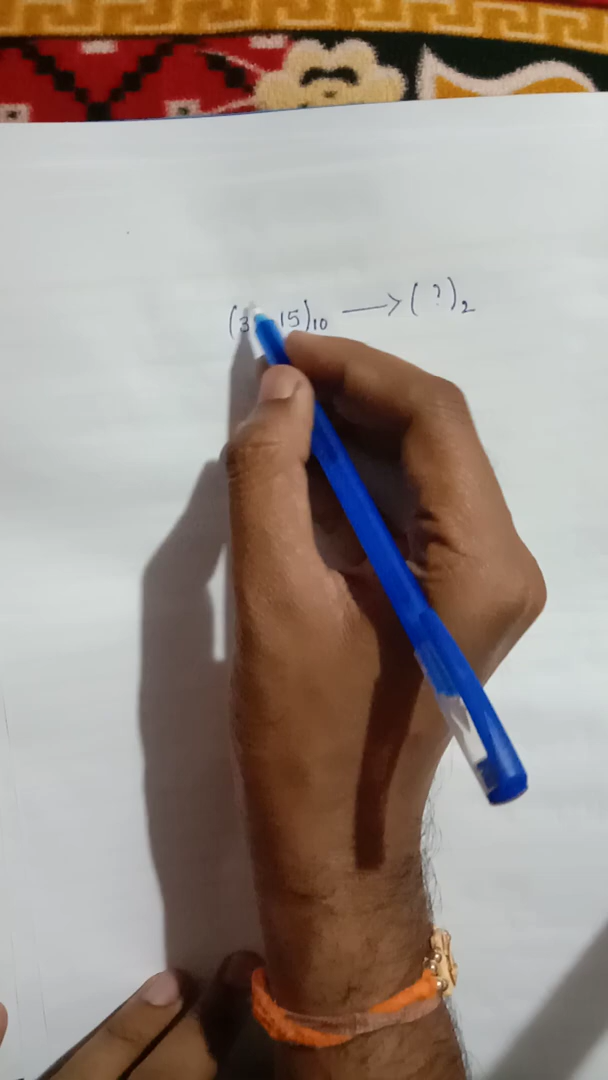 (3 15)₁₀ → (?)₂